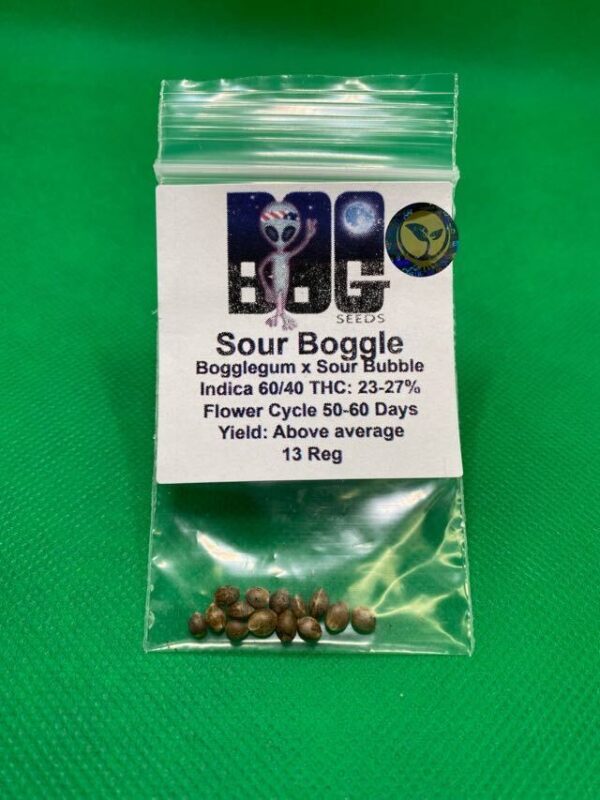 BOG
SEEDS
Sour Boggle
Bogglegum x Sour Bubble
Indica 60/40 THC: 23-27%
Flower Cycle 50-60 Days
Yield: Above average
13 Reg